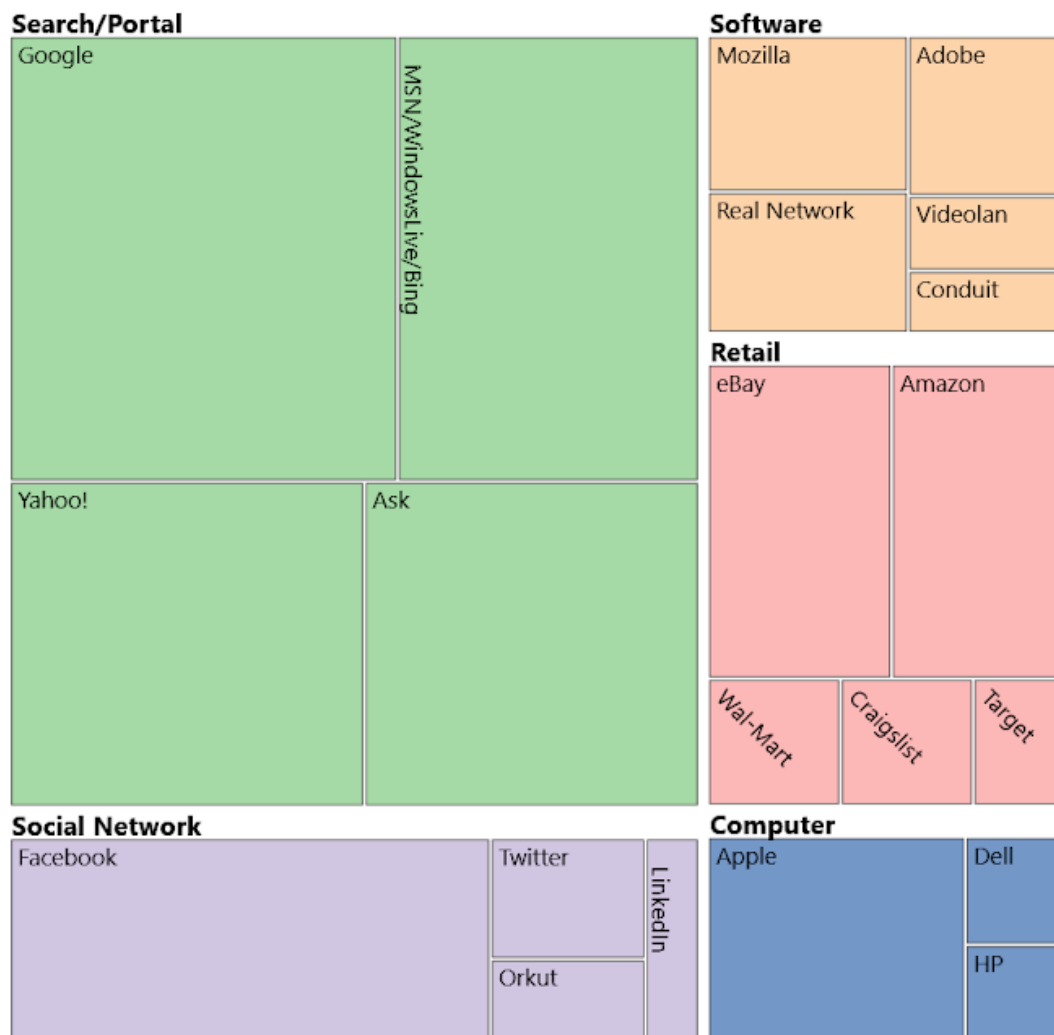 Search/Portal
Google
MSN/WindowsLive/Bing
Yahoo!
Ask
Software
Mozilla
Adobe
Real Network
Videolan
Conduit
Retail
eBay
Amazon
Wal-Mart
Craigslist
Target
Social Network
Facebook
Twitter
LinkedIn
Orkut
Computer
Apple
Dell
HP